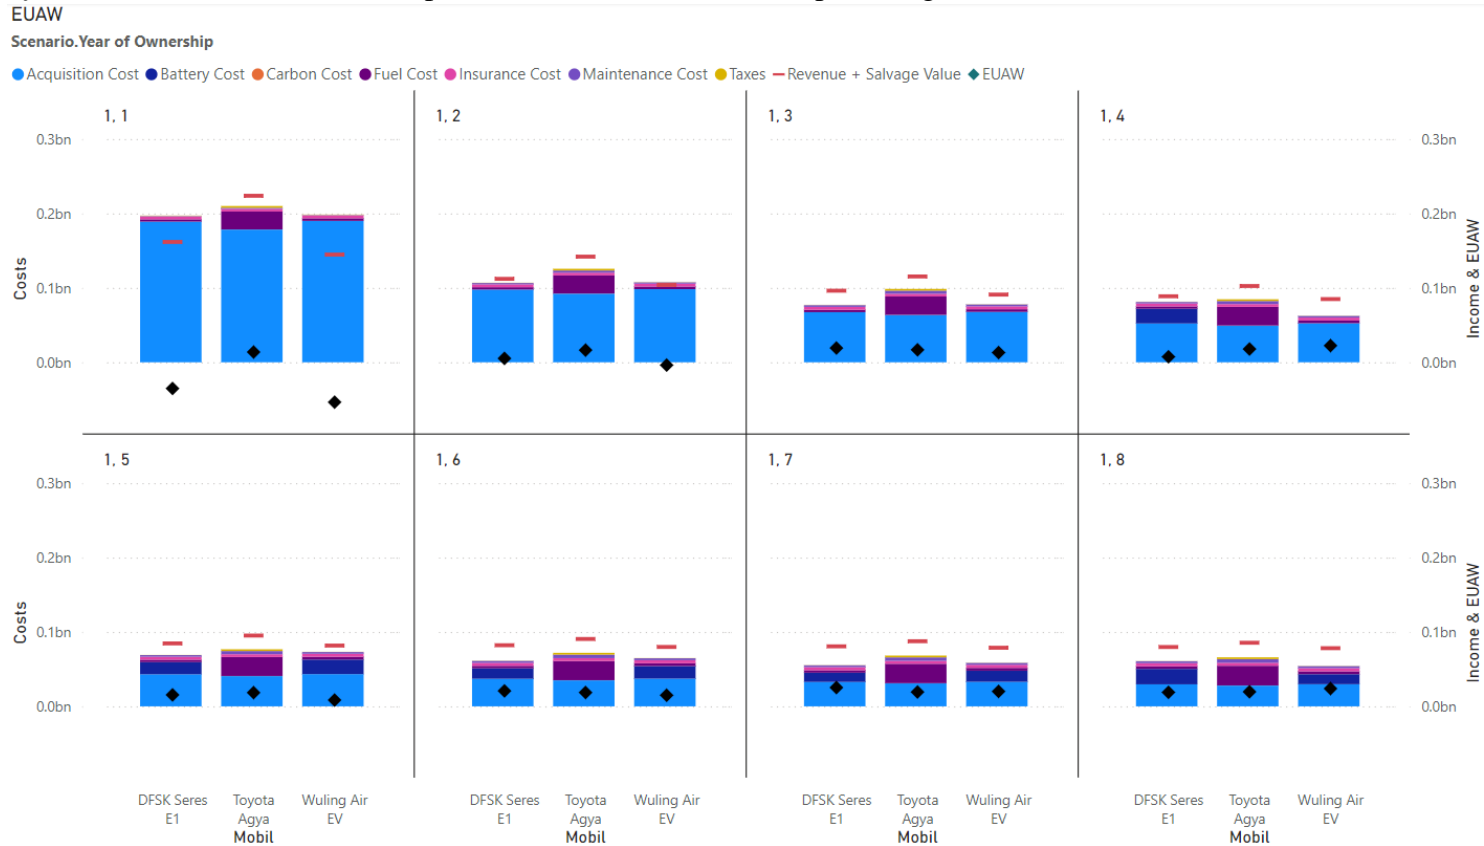 EUAW
Scenario.Year of Ownership
Acquisition Cost Battery Cost Carbon Cost Fuel Cost Insurance Cost Maintenance Cost Taxes Revenue + Salvage Value EUAW
1, 1
1, 2
1, 3
1, 4
0.3bn
0.2bn
0.1bn
0.0bn
Costs
0.3bn
0.2bn
0.1bn
0.0bn
Income & EUAW
1, 5
1, 6
1, 7
1, 8
0.3bn
0.2bn
0.1bn
0.0bn
Costs
0.3bn
0.2bn
0.1bn
0.0bn
Income & EUAW
DFSK Seres E1
Toyota Agya
Wuling Air EV
Mobil
DFSK Seres E1
Toyota Agya
Wuling Air EV
Mobil
DFSK Seres E1
Toyota Agya
Wuling Air EV
Mobil
DFSK Seres E1
Toyota Agya
Wuling Air EV
Mobil